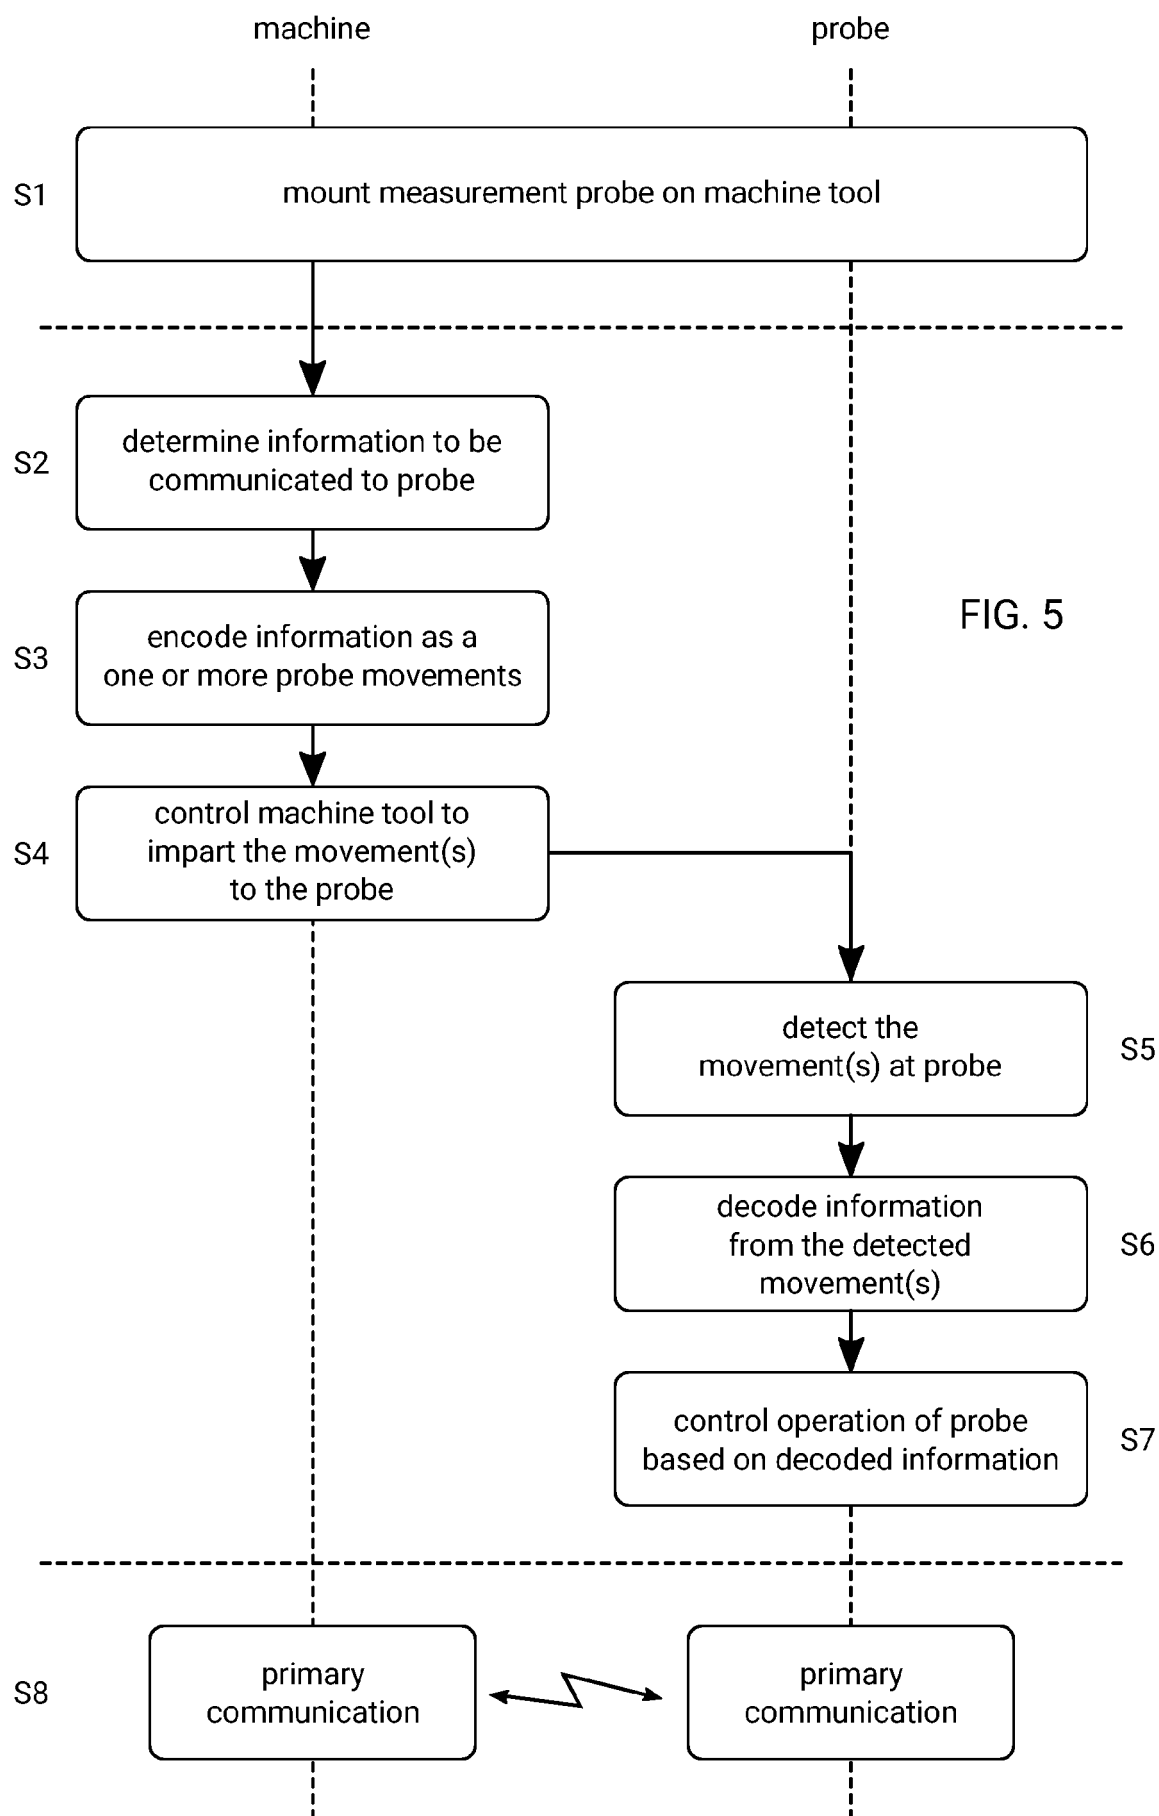 machine
probe
S1
mount measurement probe on machine tool
S2
determine information to be
communicated to probe
FIG. 5
S3
encode information as a
one or more probe movements
S4
control machine tool to
impart the movement(s)
to the probe
detect the
movement(s) at probe
S5
decode information
from the detected
movement(s)
S6
control operation of probe
based on decoded information
S7
S8
primary
communication
primary
communication